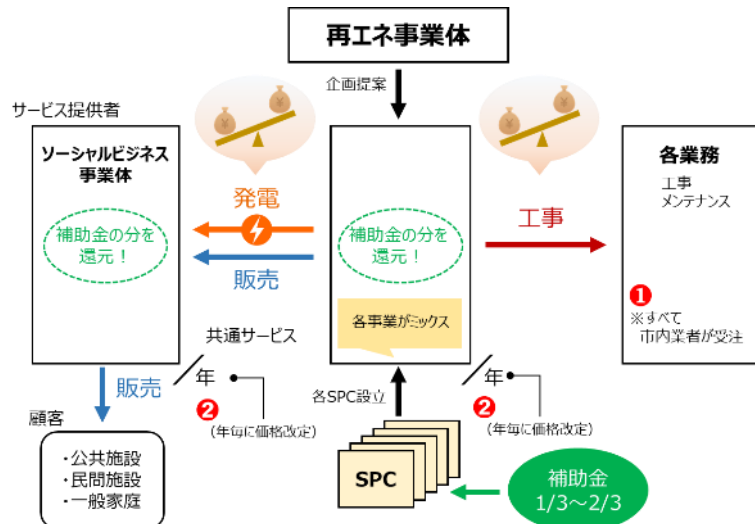 再エネ事業体
企画提案
サービス提供者
ソーシャルビジネス
事業体
補助金の分を
還元！
発電
販売
補助金の分を
還元！
各事業がミックス
工事
各業務
工事
メンテナンス
❶
※すべて
市内業者が受注
共通サービス
／年
❷
(年毎に価格改定)
販売
顧客
・公共施設
・民間施設
・一般家庭
各SPC設立
／年
❷
(年毎に価格改定)
SPC
補助金
1/3～2/3
¥
¥
¥
¥